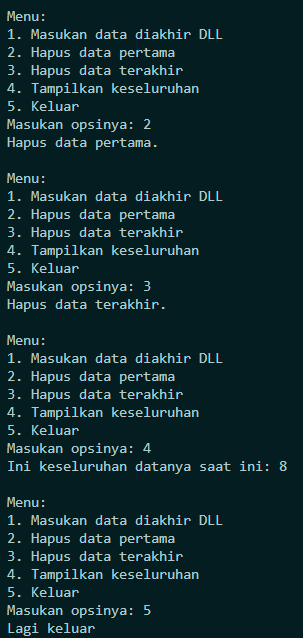 Menu:
1. Masukan data diakhir DLL
2. Hapus data pertama
3. Hapus data terakhir
4. Tampilkan keseluruhan
5. Keluar
Masukan opsinya: 2
Hapus data pertama.
Menu:
1. Masukan data diakhir DLL
2. Hapus data pertama
3. Hapus data terakhir
4. Tampilkan keseluruhan
5. Keluar
Masukan opsinya: 3
Hapus data terakhir.
Menu:
1. Masukan data diakhir DLL
2. Hapus data pertama
3. Hapus data terakhir
4. Tampilkan keseluruhan
5. Keluar
Masukan opsinya: 4
Ini keseluruhan datanya saat ini: 8
Menu:
1. Masukan data diakhir DLL
2. Hapus data pertama
3. Hapus data terakhir
4. Tampilkan keseluruhan
5. Keluar
Masukan opsinya: 5
Lagi keluar